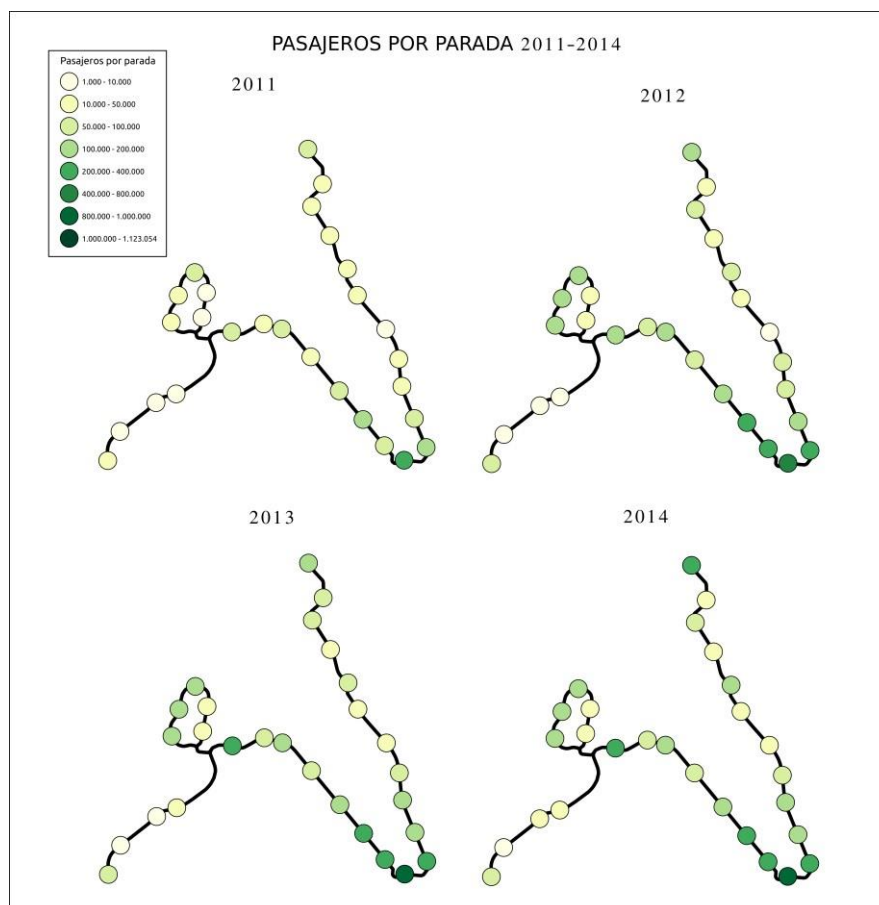 PASAJEROS POR PARADA 2011-2014
Pasajeros por parada
1.000 - 10.000
10.000 - 50.000
50.000 - 100.000
100.000 - 200.000
200.000 - 400.000
400.000 - 800.000
800.000 - 1.000.000
1.000.000 - 1.123.054
2011
2012
2013
2014